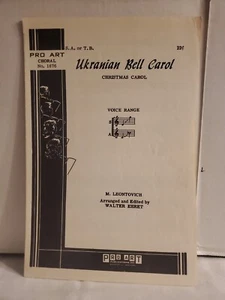 S.A. or T.B.
25¢
PRO ART
CHORAL
No. 1676
Ukranian Bell Carol
CHRISTMAS CAROL
VOICE RANGE
S
A
M. LEONTOVICH
Arranged and Edited by
WALTER EHRET
PRO ART